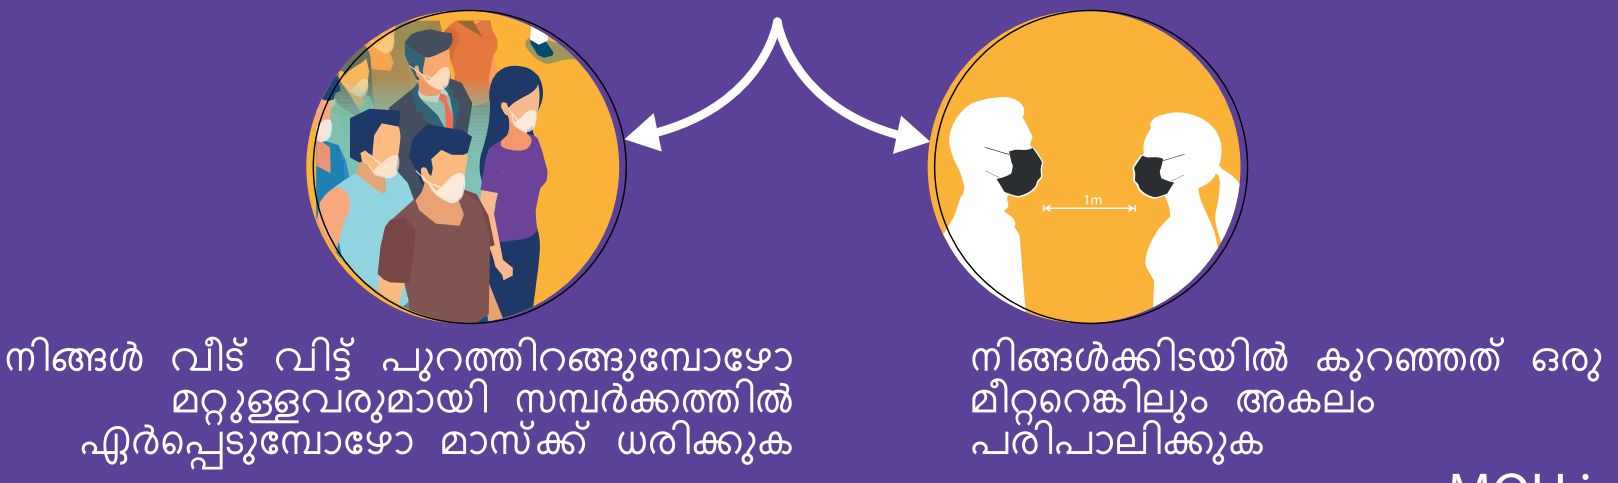 1m
നിങ്ങൾ വീട് വിട്ട് പുറത്തിറങ്ങുമ്പോഴോ
മറ്റുള്ളവരുമായി സമ്പർക്കത്തിൽ
ഏർപ്പെടുമ്പോഴോ മാസ്ക് ധരിക്കുക
നിങ്ങൾക്കിടയിൽ കുറഞ്ഞത് ഒരു
മീറ്ററെങ്കിലും അകലം
പരിപാലിക്കുക